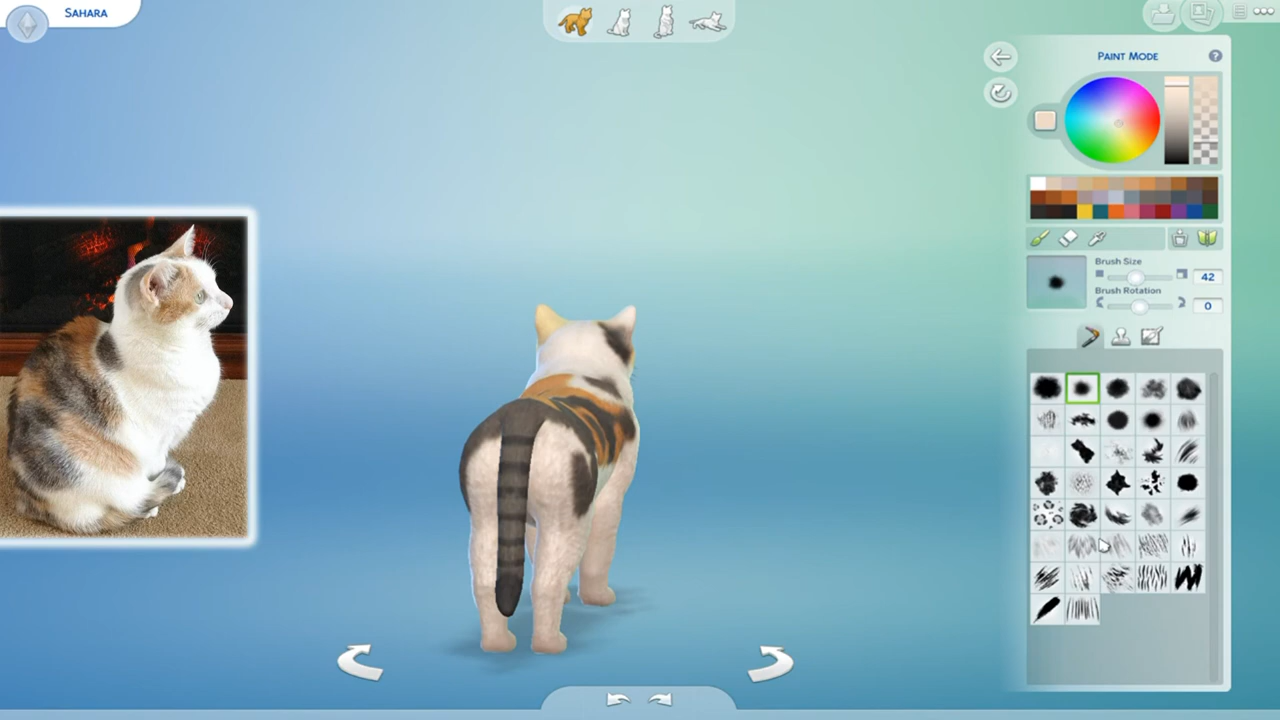 SAHARA
PAINT MODE
?
Brush Size
42
Brush Rotation
0